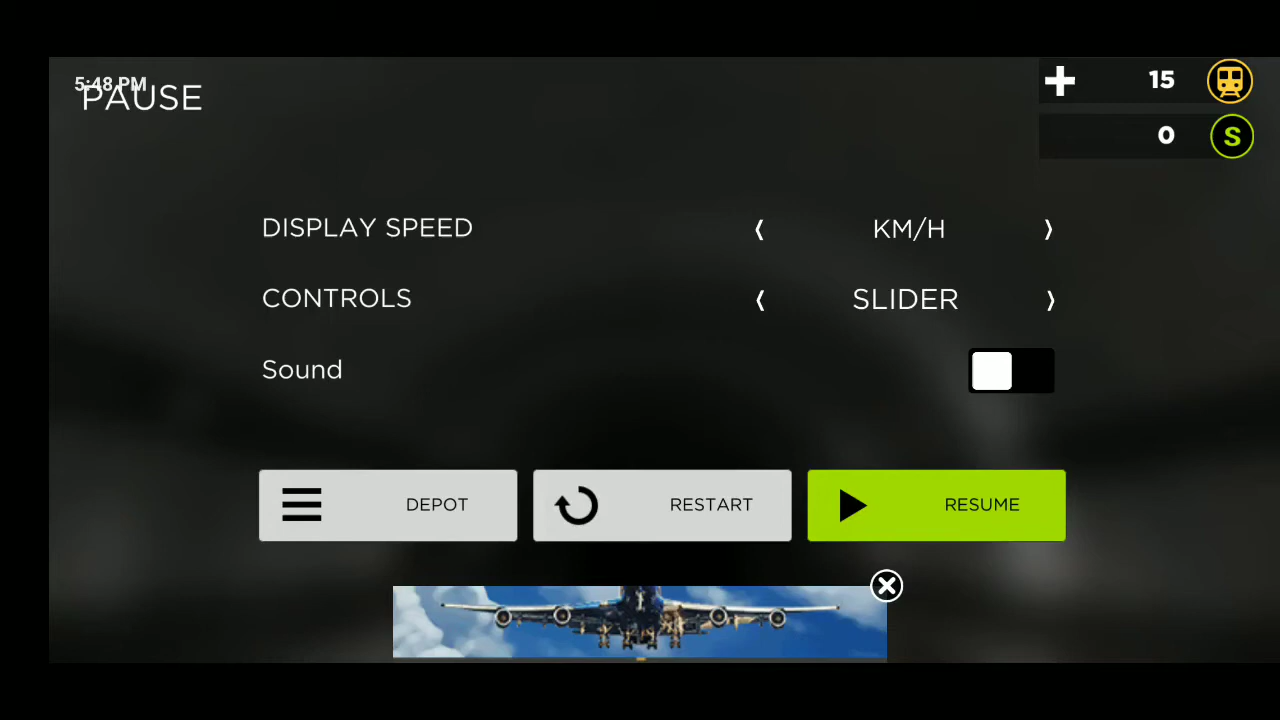 5:48 PM
PAUSE
15
0
S
DISPLAY SPEED
KM/H
CONTROLS
SLIDER
Sound
DEPOT
RESTART
RESUME